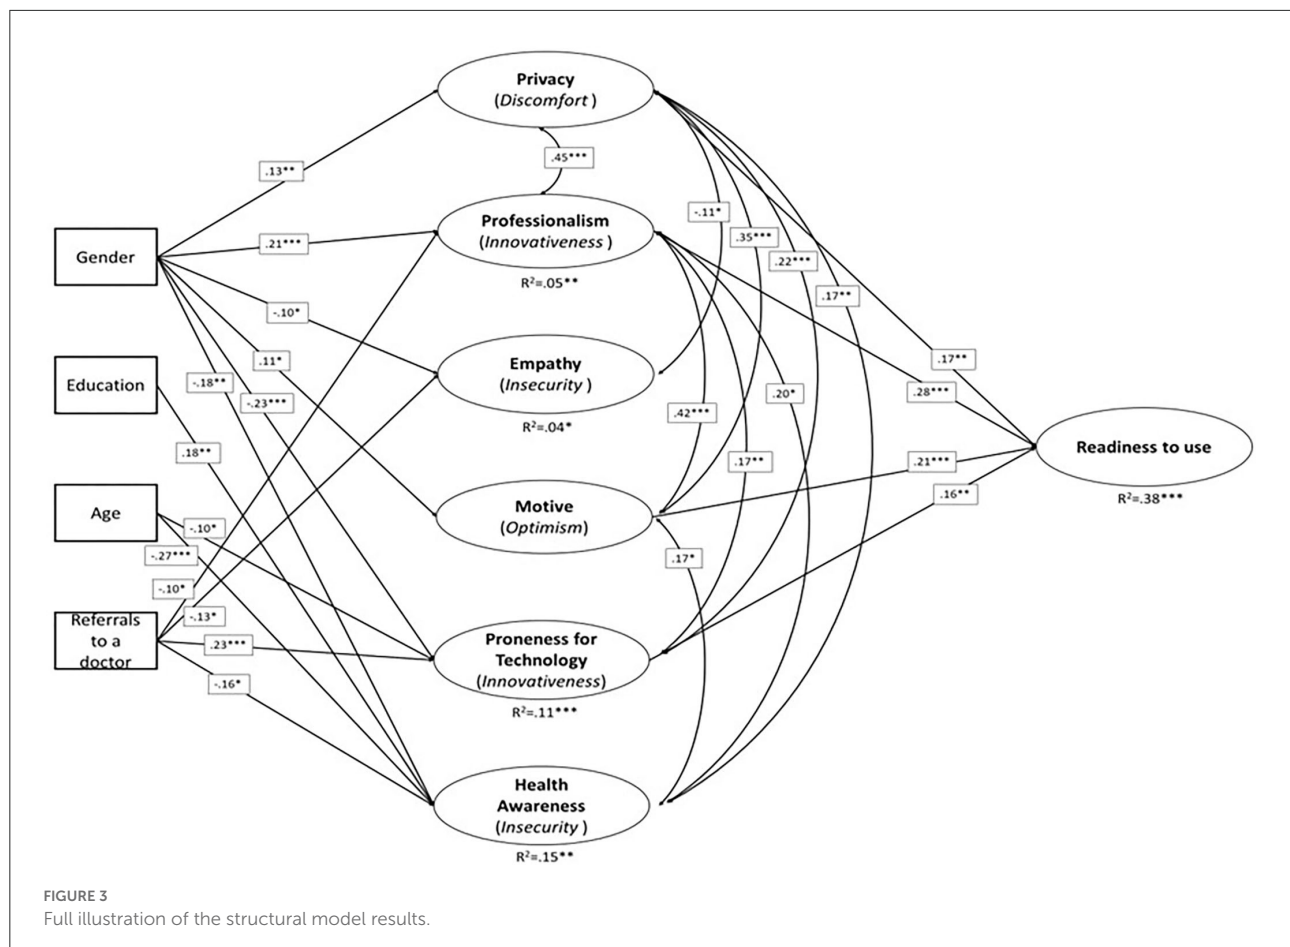 Privacy
(Discomfort )
.45***
.13**
Professionalism
(Innovativeness )
R²=.05**
-.11*
.35***
.22***
.17**
Gender
.21***
-.10*
.11*
-.18**
-.23***
Empathy
(Insecurity )
R²=.04*
.17**
.28***
.20*
.42***
Education
.18**
.17**
Readiness to use
R²=.38***
.21***
.16**
Age
-.10*
-.27***
Motive
(Optimism)
.17*
-.10*
-.13*
Referrals
to a
doctor
.23***
-.16*
Proneness for
Technology
(Innovativeness)
R²=.11***
Health
Awareness
(Insecurity )
R²=.15**
FIGURE 3
Full illustration of the structural model results.